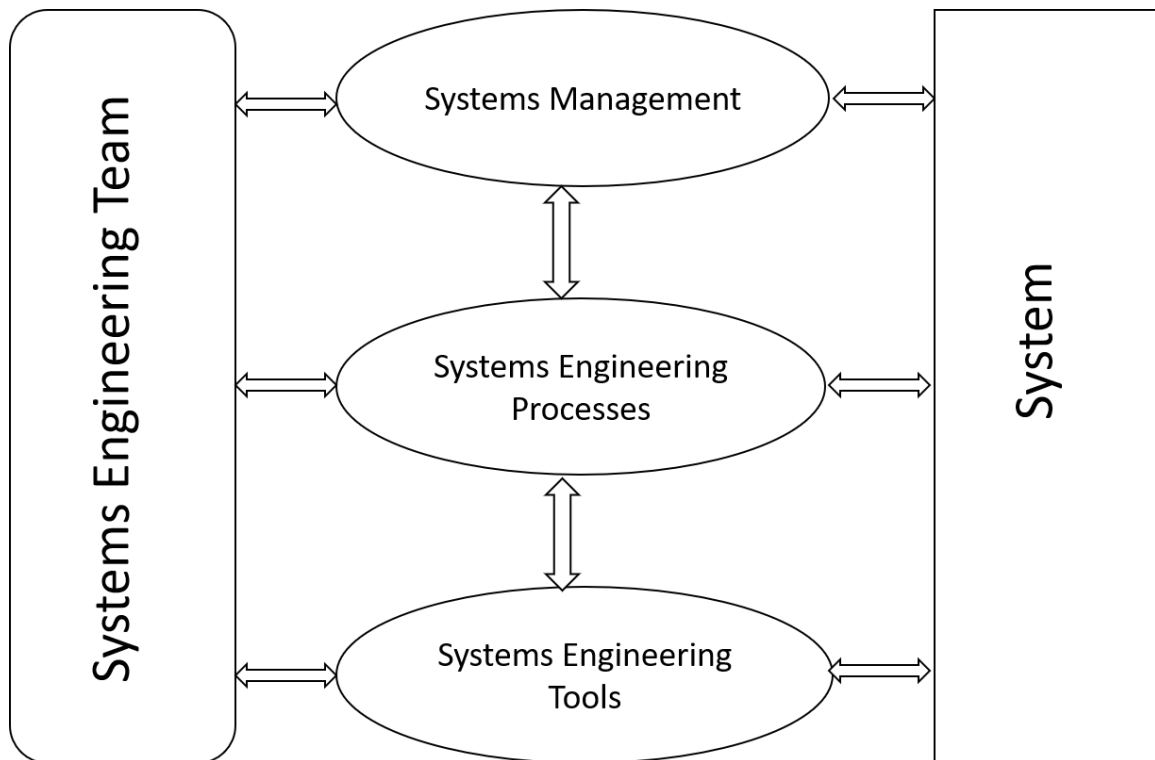 Systems Engineering Team
Systems Management
Systems Engineering
Processes
Systems Engineering
Tools
System